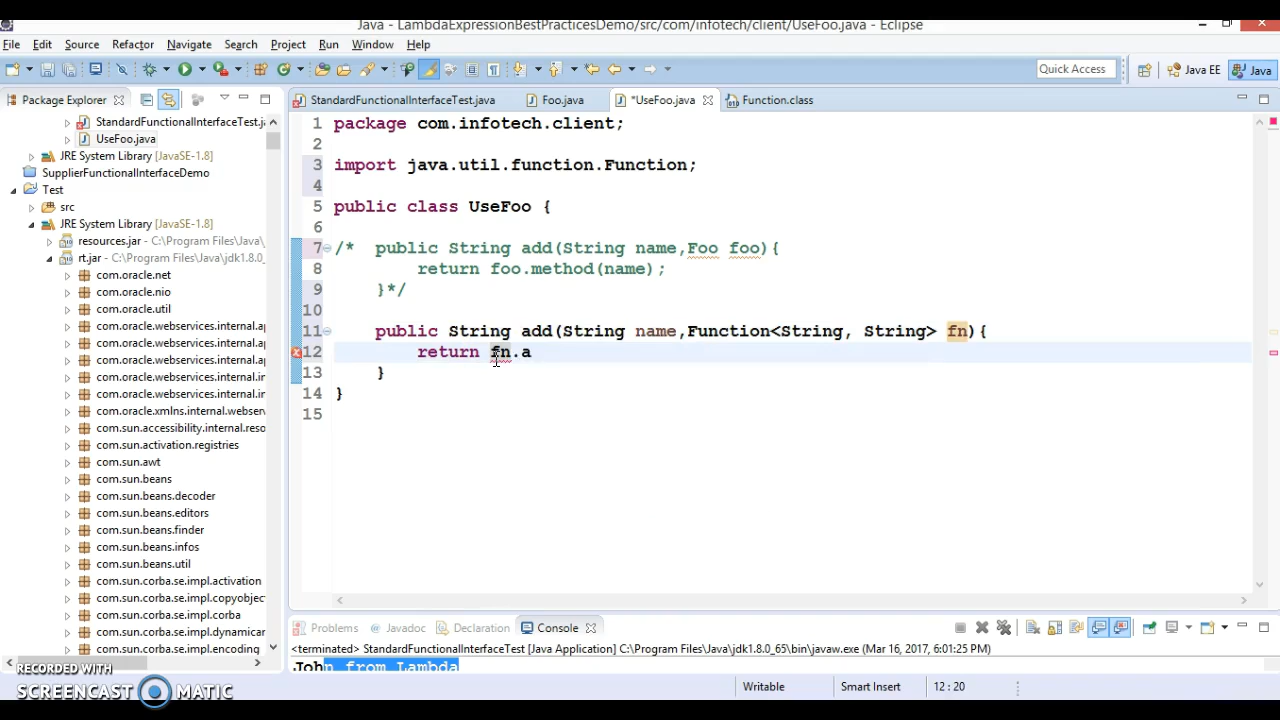 Java - LambdaExpressionBestPracticesDemo/src/com/infotech/client/UseFoo.java - Eclipse
File Edit Source Refactor Navigate Search Project Run Window Help
Quick Access Java EE Java
Package Explorer
StandardFunctionalInterfaceTest.java Foo.java *UseFoo.java Function.class
StandardFunctionalInterfaceTest.j
UseFoo.java
JRE System Library [JavaSE-1.8]
SupplierFunctionalInterfaceDemo
Test
src
JRE System Library [JavaSE-1.8]
resources.jar - C:\Program Files\Java\
rt.jar - C:\Program Files\Java\jdk1.8.0_
com.oracle.net
com.oracle.nio
com.oracle.util
com.oracle.webservices.internal.ap
com.oracle.webservices.internal.ap
com.oracle.webservices.internal.ap
com.oracle.webservices.internal.in
com.oracle.webservices.internal.in
com.oracle.xmlns.internal.webserv
com.sun.accessibility.internal.reso
com.sun.activation.registries
com.sun.awt
com.sun.beans
com.sun.beans.decoder
com.sun.beans.editors
com.sun.beans.finder
com.sun.beans.infos
com.sun.beans.util
com.sun.corba.se.impl.activation
com.sun.corba.se.impl.copyobject
com.sun.corba.se.impl.corba
com.sun.corba.se.impl.dynamicar
com.sun.corba.se.impl.encoding
1 package com.infotech.client;
2
3 import java.util.function.Function;
4
5 public class UseFoo {
6
7 /* public String add(String name,Foo foo){
8 return foo.method(name);
9 }*/
10
11 public String add(String name,Function<String, String> fn){
12 return fn.a
13 }
14 }
15
Problems Javadoc Declaration Console
<terminated> StandardFunctionalInterfaceTest [Java Application] C:\Program Files\Java\jdk1.8.0_65\bin\javaw.exe (Mar 16, 2017, 6:01:25 PM)
John from Lambda
Writable Smart Insert 12 : 20
RECORDED WITH
SCREENCAST MATIC